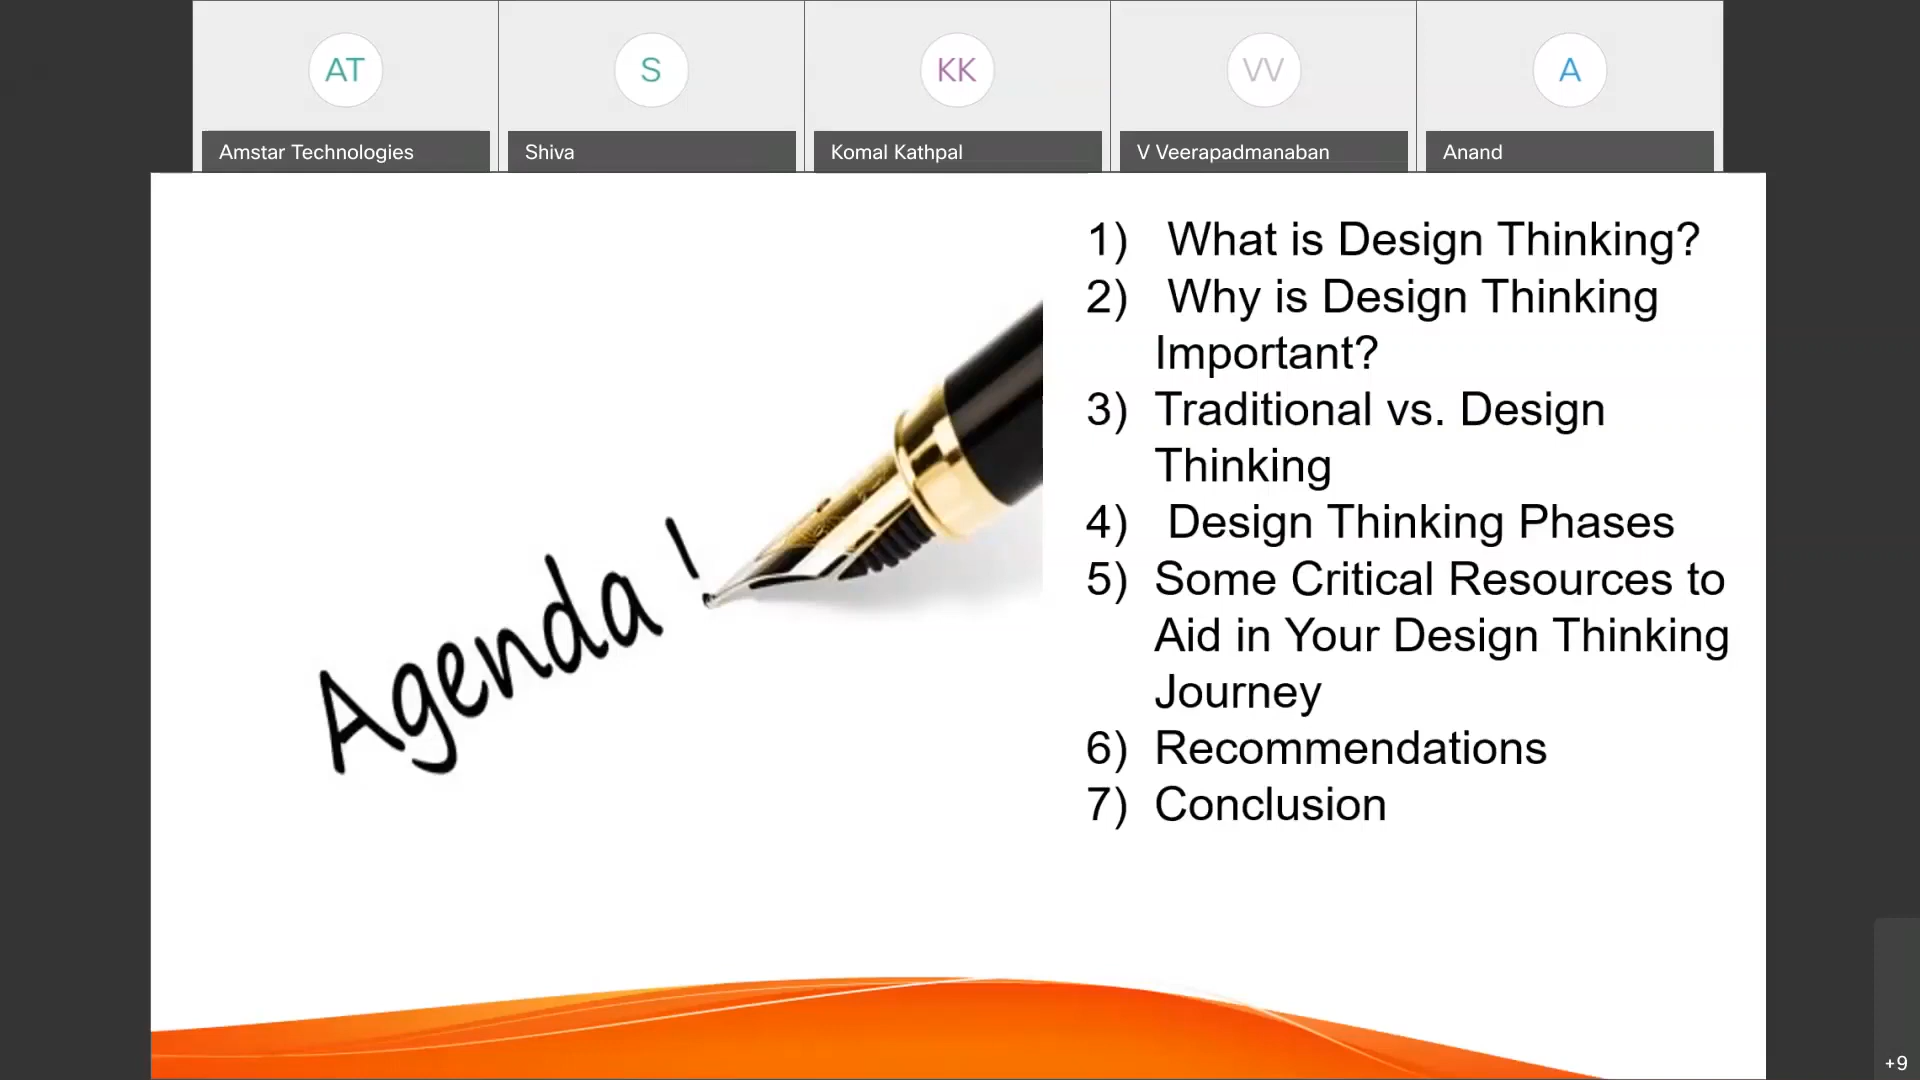 AT
S
KK
VV
A
Amstar Technologies
Shiva
Komal Kathpal
V Veerapadmanaban
Anand
1) What is Design Thinking?
2) Why is Design Thinking
Important?
3) Traditional vs. Design
Thinking
4) Design Thinking Phases
5) Some Critical Resources to
Aid in Your Design Thinking
Journey
6) Recommendations
7) Conclusion
Agenda !
+9